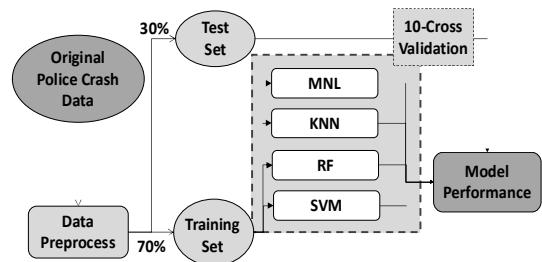 Original
Police Crash
Data
30%
Test
Set
10-Cross
Validation
MNL
KNN
RF
SVM
Model
Performance
Data
Preprocess
70%
Training
Set